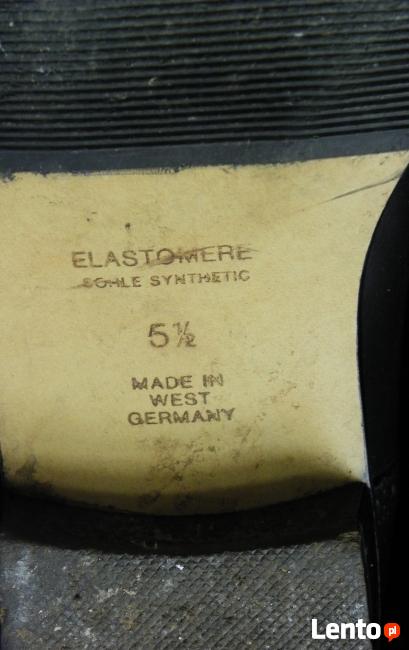 ELASTOMERE
SOHLE SYNTHETIC
5½
MADE IN
WEST
GERMANY
Lento pl